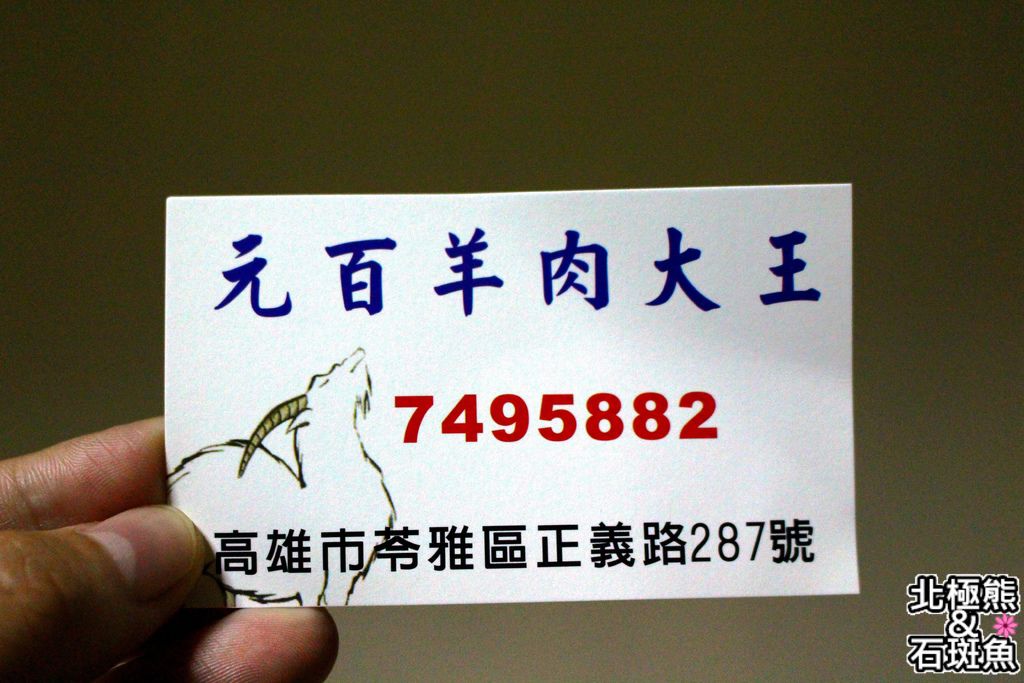 元百羊肉大王
7495882
高雄市苓雅區正義路287號
北極熊
&
石斑魚